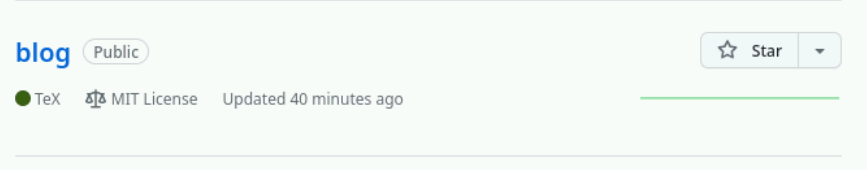 blog Public Star
TeX MIT License Updated 40 minutes ago